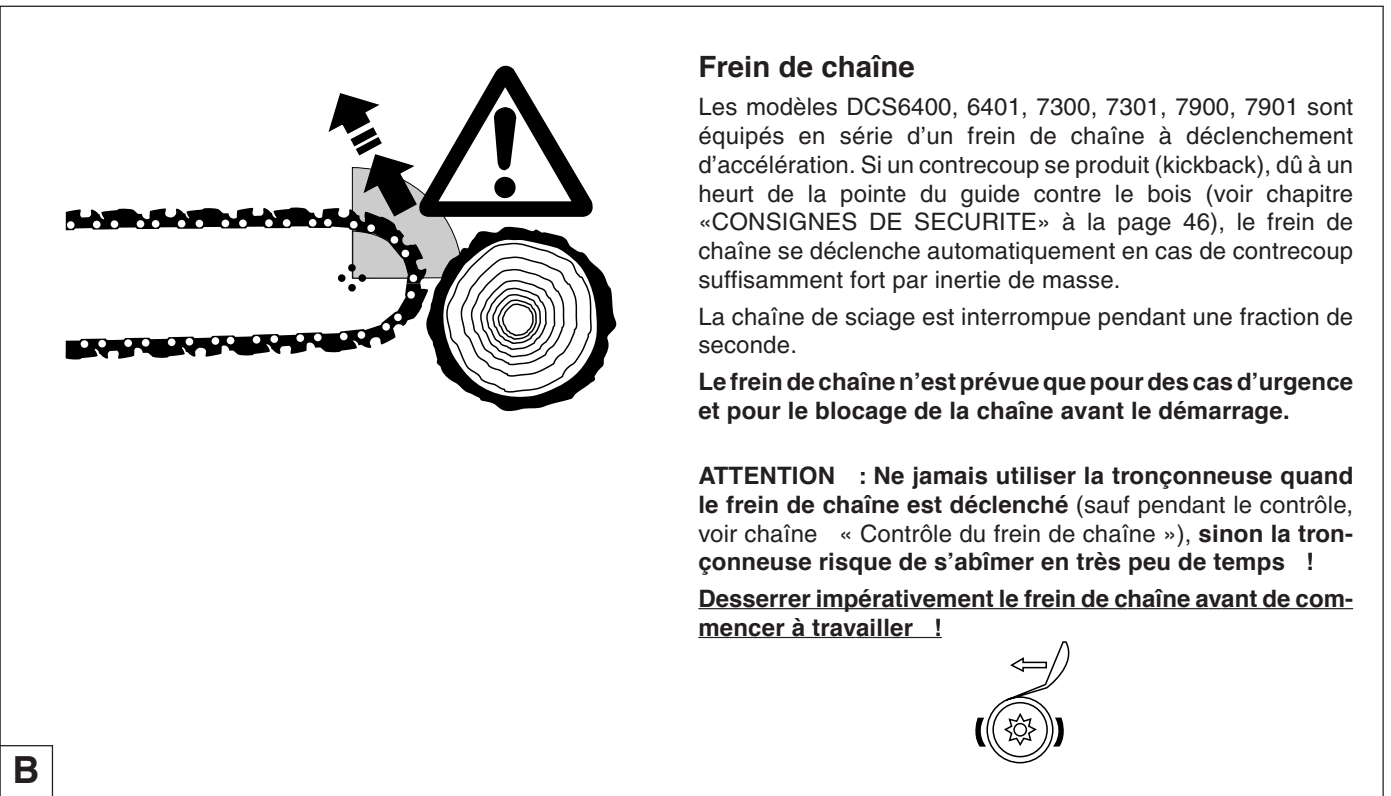 Frein de chaîne
Les modèles DCS6400, 6401, 7300, 7301, 7900, 7901 sont
équipés en série d’un frein de chaîne à déclenchement
d’accélération. Si un contrecoup se produit (kickback), dû à un
heurt de la pointe du guide contre le bois (voir chapitre
«CONSIGNES DE SECURITE» à la page 46), le frein de
chaîne se déclenche automatiquement en cas de contrecoup
suffisamment fort par inertie de masse.
La chaîne de sciage est interrompue pendant une fraction de
seconde.
Le frein de chaîne n’est prévue que pour des cas d’urgence
et pour le blocage de la chaîne avant le démarrage.
ATTENTION : Ne jamais utiliser la tronçonneuse quand
le frein de chaîne est déclenché (sauf pendant le contrôle,
voir chaîne « Contrôle du frein de chaîne »), sinon la tron-
çonneuse risque de s’abîmer en très peu de temps !
Desserrer impérativement le frein de chaîne avant de com-
mencer à travailler !
B